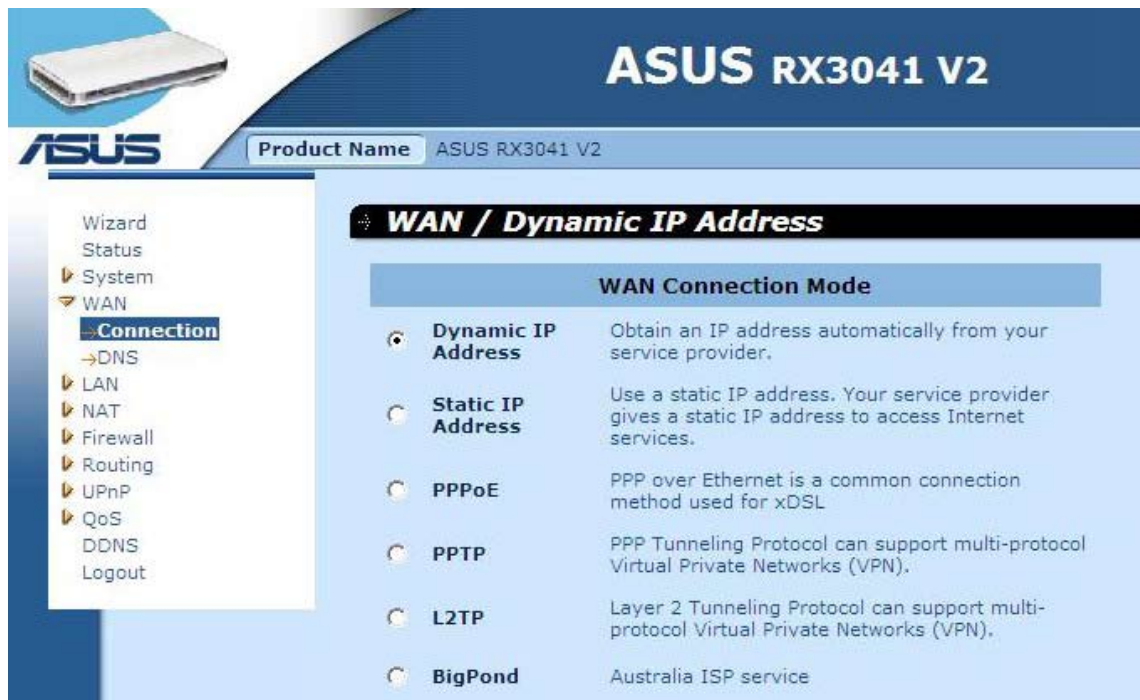 ASUS RX3041 V2
ASUS
Product Name ASUS RX3041 V2
Wizard
Status
System
WAN
→Connection
→DNS
LAN
NAT
Firewall
Routing
UPnP
QoS
DDNS
Logout
WAN / Dynamic IP Address
WAN Connection Mode
Dynamic IP
Address
Obtain an IP address automatically from your
service provider.
Static IP
Address
Use a static IP address. Your service provider
gives a static IP address to access Internet
services.
PPPoE
PPP over Ethernet is a common connection
method used for xDSL
PPTP
PPP Tunneling Protocol can support multi-protocol
Virtual Private Networks (VPN).
L2TP
Layer 2 Tunneling Protocol can support multi-
protocol Virtual Private Networks (VPN).
BigPond
Australia ISP service